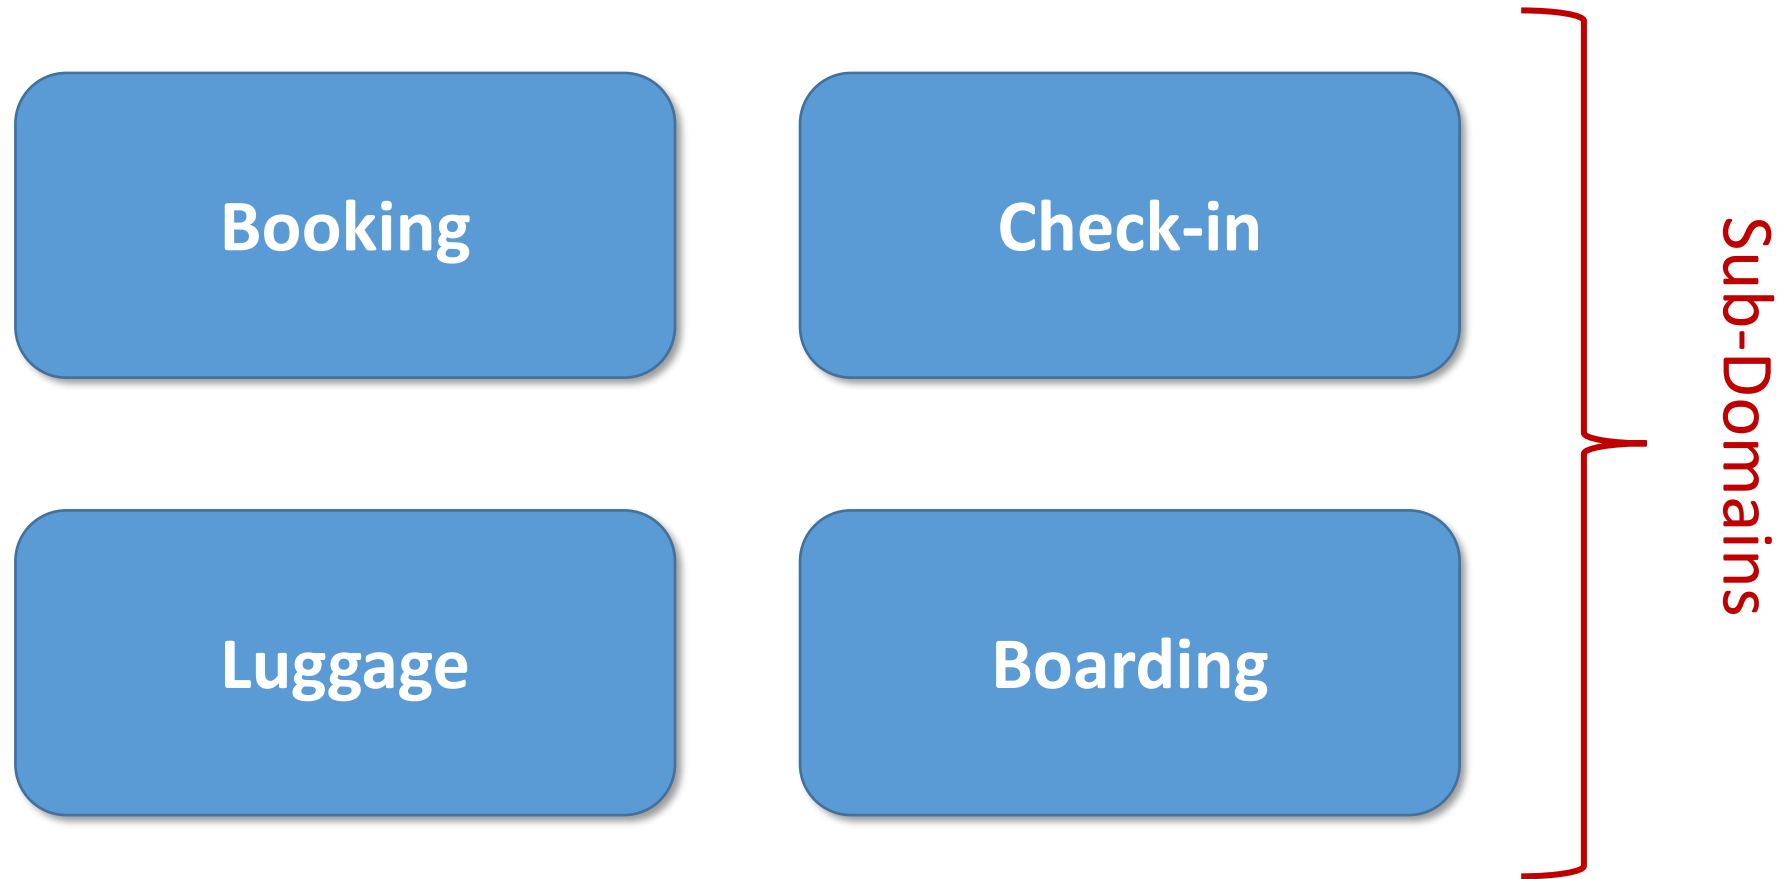 Booking
Check-in
Luggage
Boarding
Sub-Domains